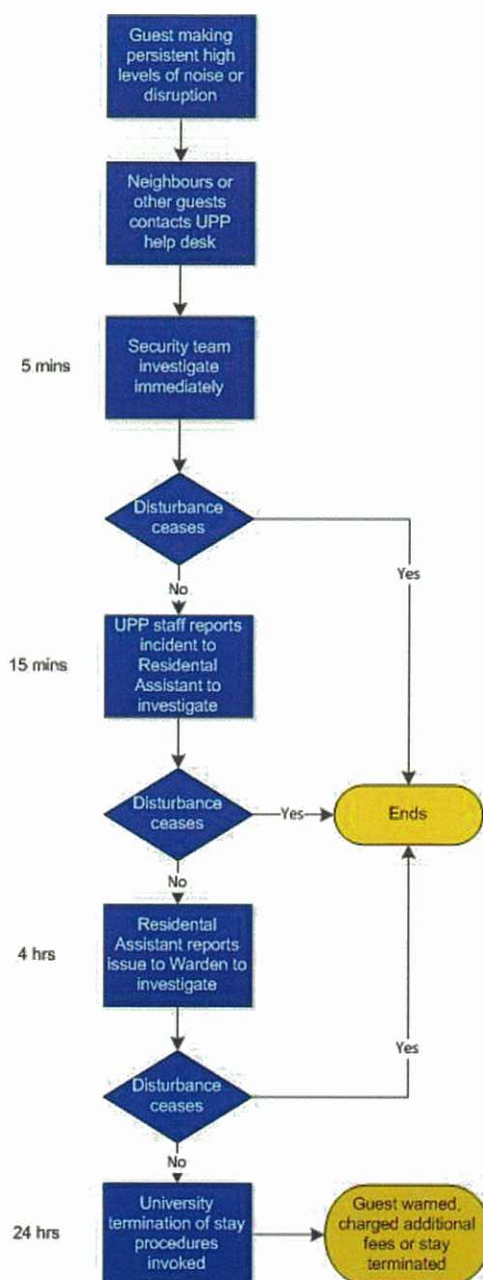 Guest making
persistent high
levels of noise or
disruption
Neighbours or
other guests
contacts UPP
help desk
5 mins
Security team
investigate
immediately
Disturbance
ceases
Yes
No
15 mins
UPP staff reports
incident to
Residental
Assistant to
investigate
Disturbance
ceases
Yes
Ends
No
4 hrs
Residental
Assistant reports
issue to Warden to
investigate
Disturbance
ceases
Yes
No
24 hrs
University
termination of stay
procedures
invoked
Guest warned,
charged additional
fees or stay
terminated